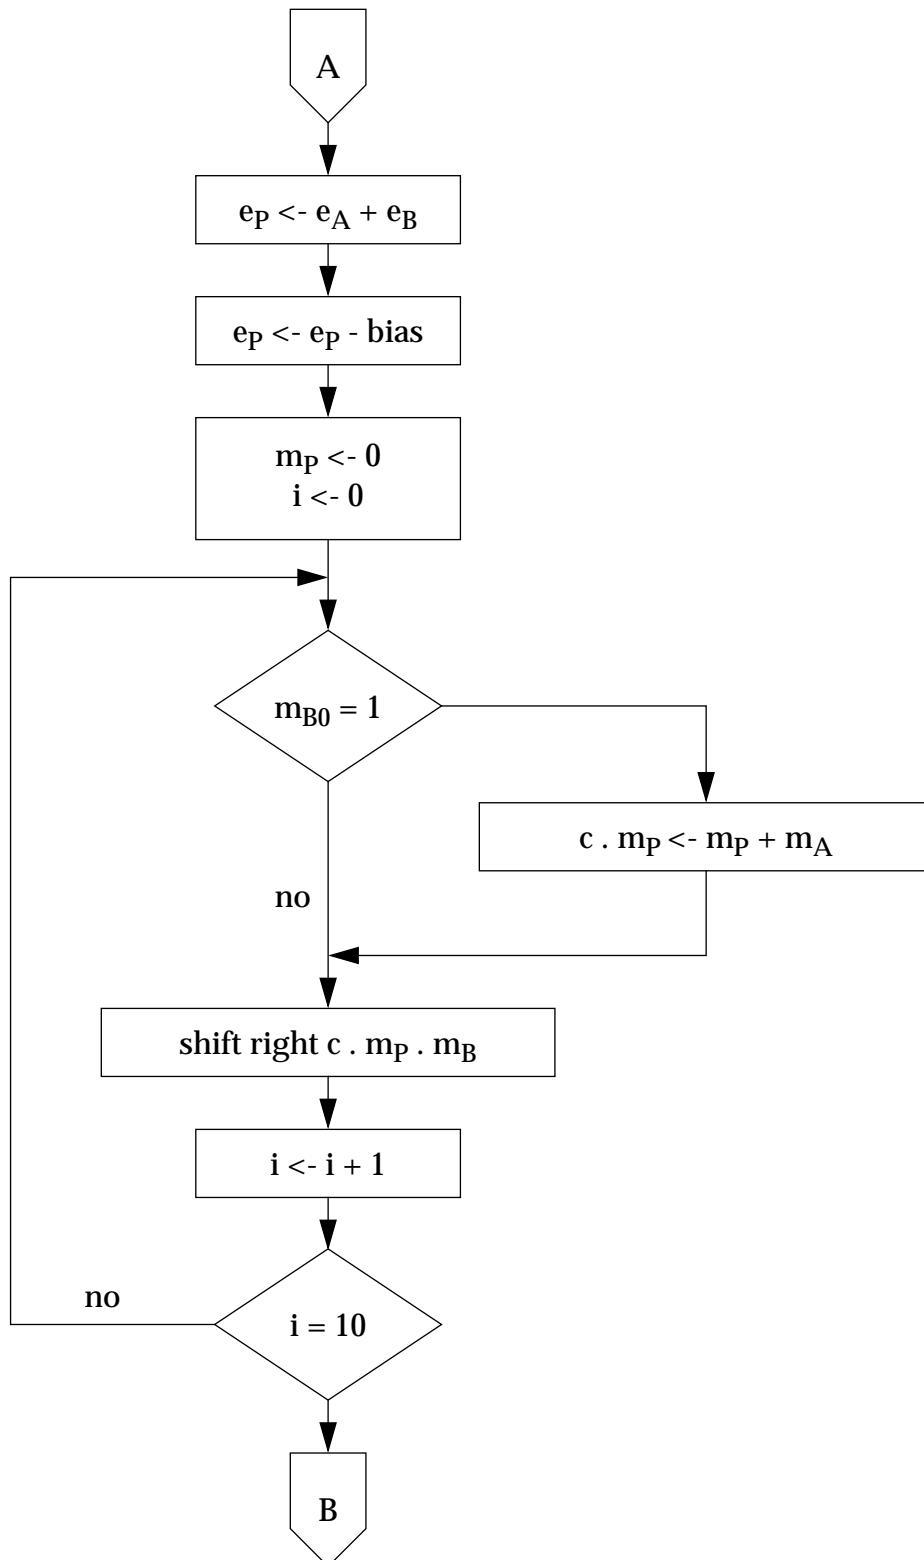 A
eP <- eA + eB
eP <- eP - bias
mP <- 0
i <- 0
mB0 = 1
c . mP <- mP + mA
no
shift right c . mP . mB
i <- i + 1
no
i = 10
B